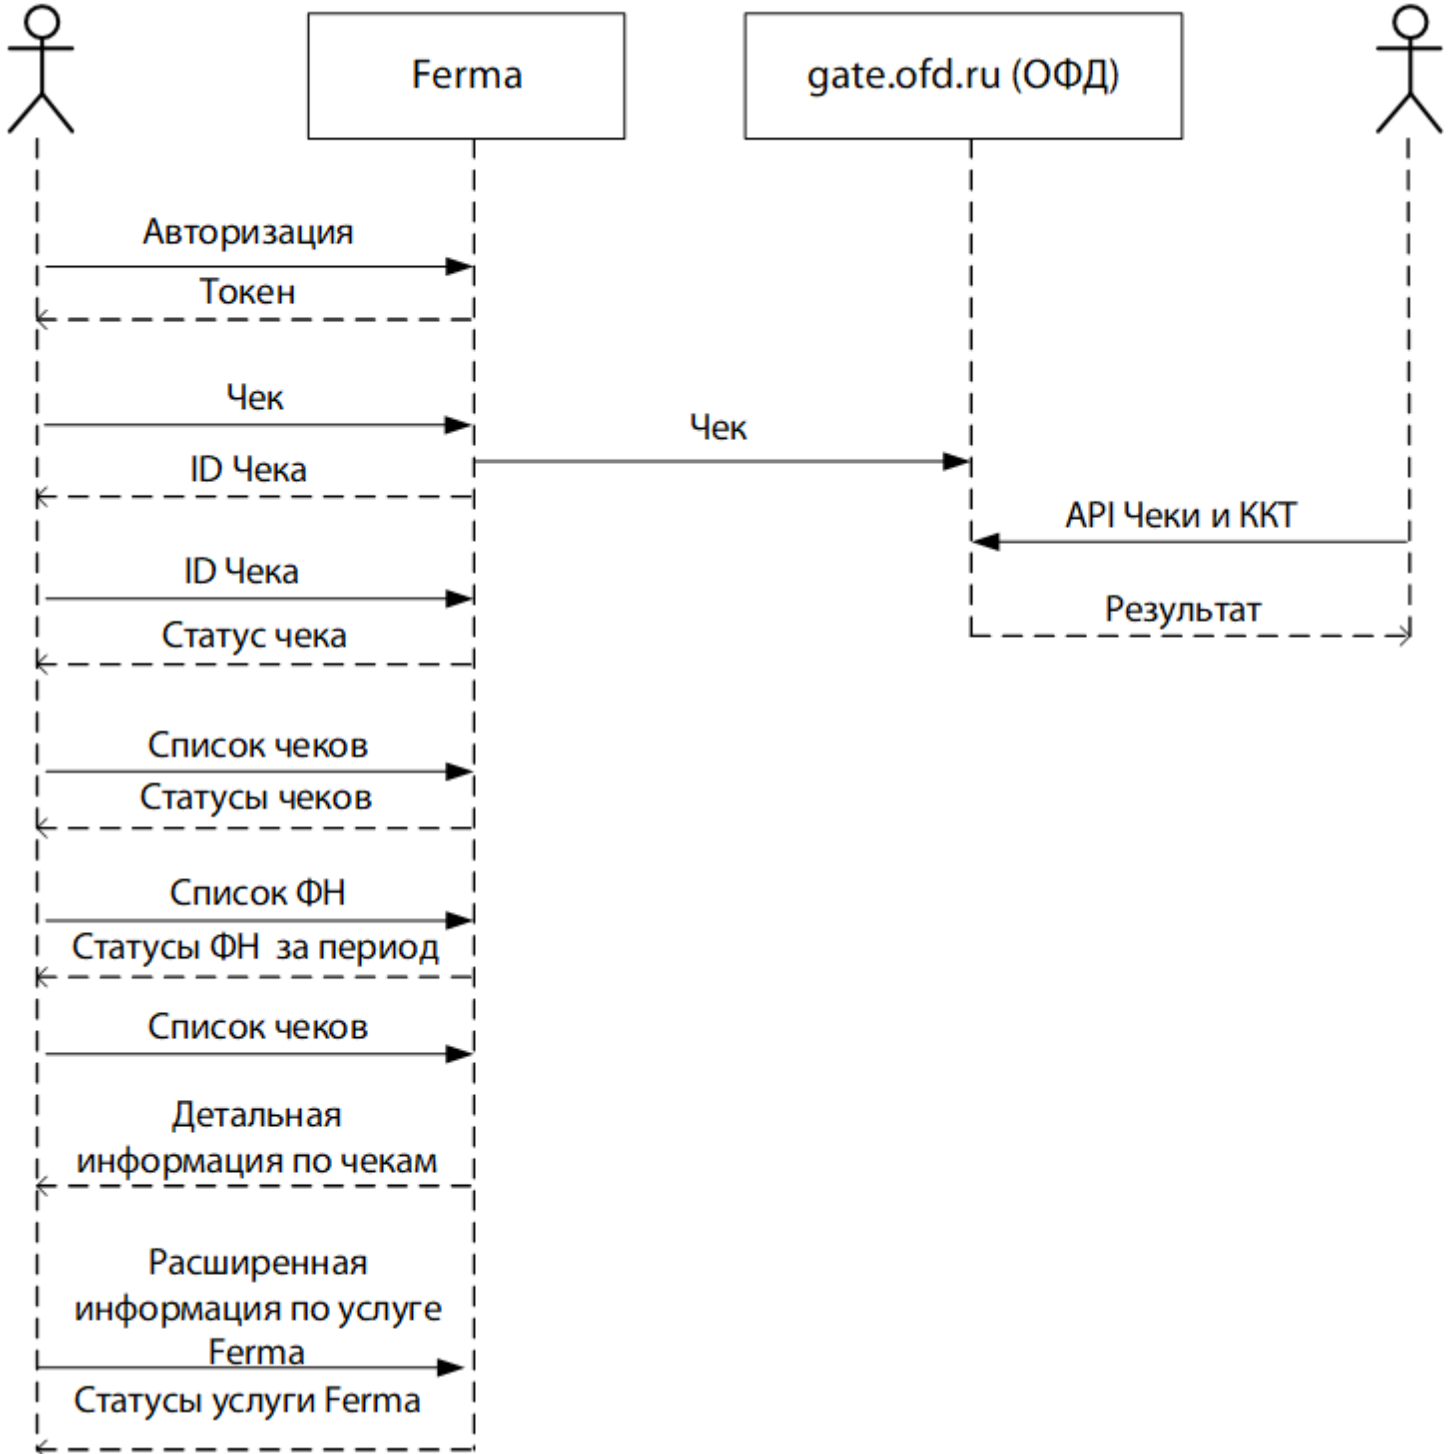 Ferma
gate.ofd.ru (ОФД)
Авторизация
Токен
Чек
Чек
ID Чека
API Чеки и ККТ
ID Чека
Результат
Статус чека
Список чеков
Статусы чеков
Список ФН
Статусы ФН за период
Список чеков
Детальная
информация по чекам
Расширенная
информация по услуге
Ferma
Статусы услуги Ferma